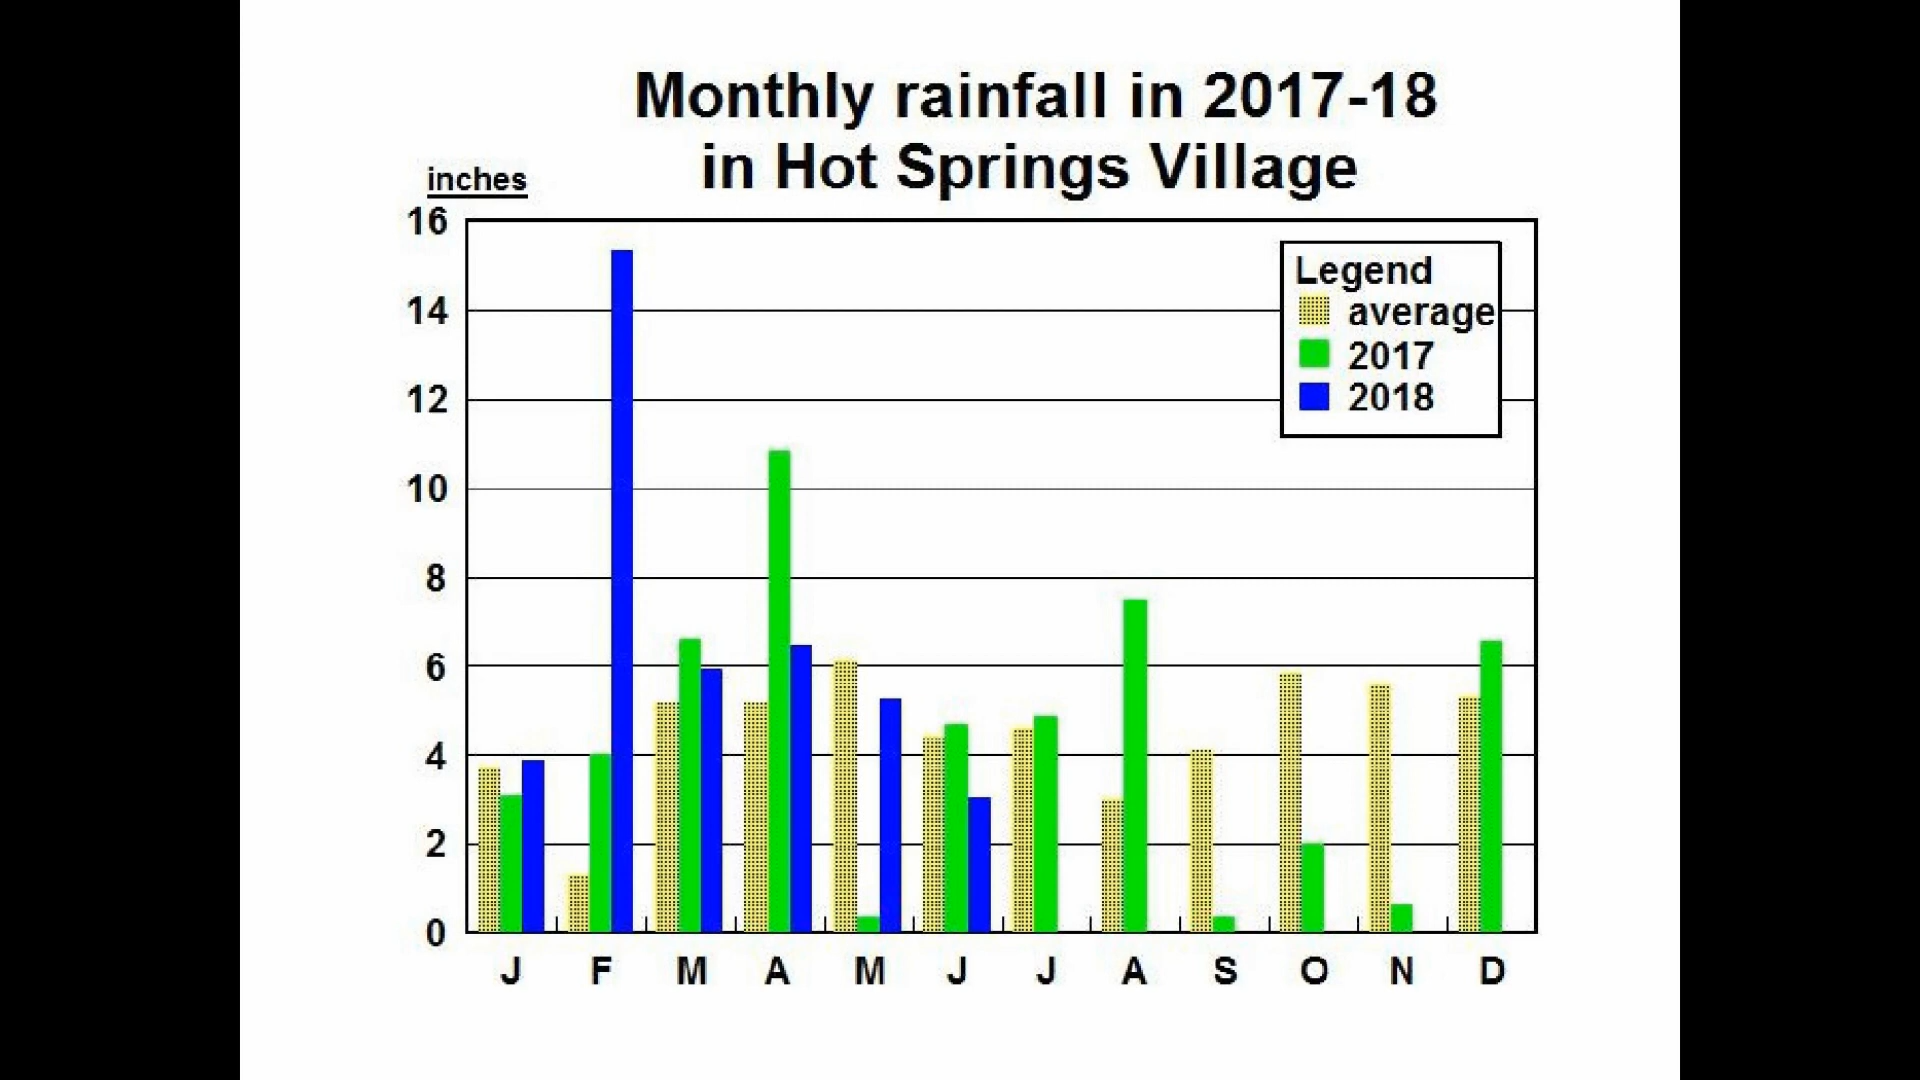 Monthly rainfall in 2017-18
in Hot Springs Village
inches
16
14
12
10
8
6
4
2
0
Legend
average
2017
2018
J F M A M J J A S O N D